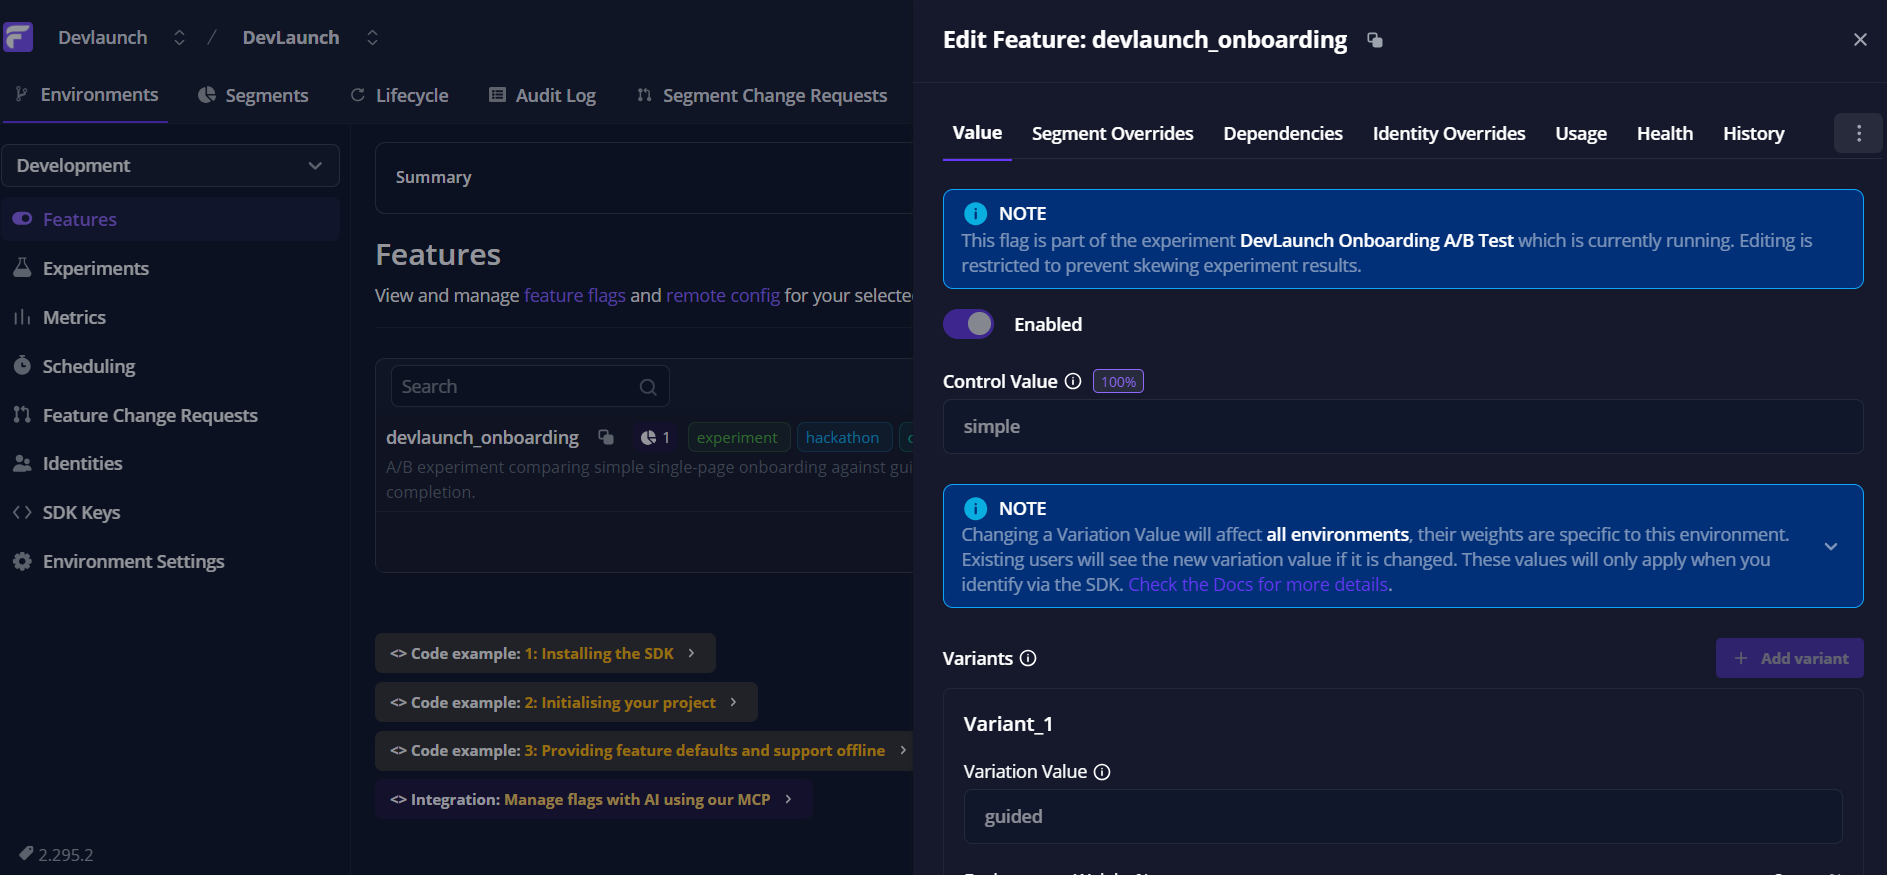 Devlaunch / DevLaunch
Environments Segments Lifecycle Audit Log Segment Change Requests
Development
Features
Experiments
Metrics
Scheduling
Feature Change Requests
Identities
SDK Keys
Environment Settings
2.295.2
Summary
Features
View and manage feature flags and remote config for your selected
Search
devlaunch_onboarding 1 experiment hackathon
A/B experiment comparing simple single-page onboarding against
completion.
<> Code example: 1: Installing the SDK
<> Code example: 2: Initialising your project
<> Code example: 3: Providing feature defaults and support offline
<> Integration: Manage flags with AI using our MCP
Edit Feature: devlaunch_onboarding
Value Segment Overrides Dependencies Identity Overrides Usage Health History
NOTE
This flag is part of the experiment DevLaunch Onboarding A/B Test which is currently running. Editing is
restricted to prevent skewing experiment results.
Enabled
Control Value 100%
simple
NOTE
Changing a Variation Value will affect all environments, their weights are specific to this environment.
Existing users will see the new variation value if it is changed. These values will only apply when you
identify via the SDK. Check the Docs for more details.
Variants
+ Add variant
Variant_1
Variation Value
guided